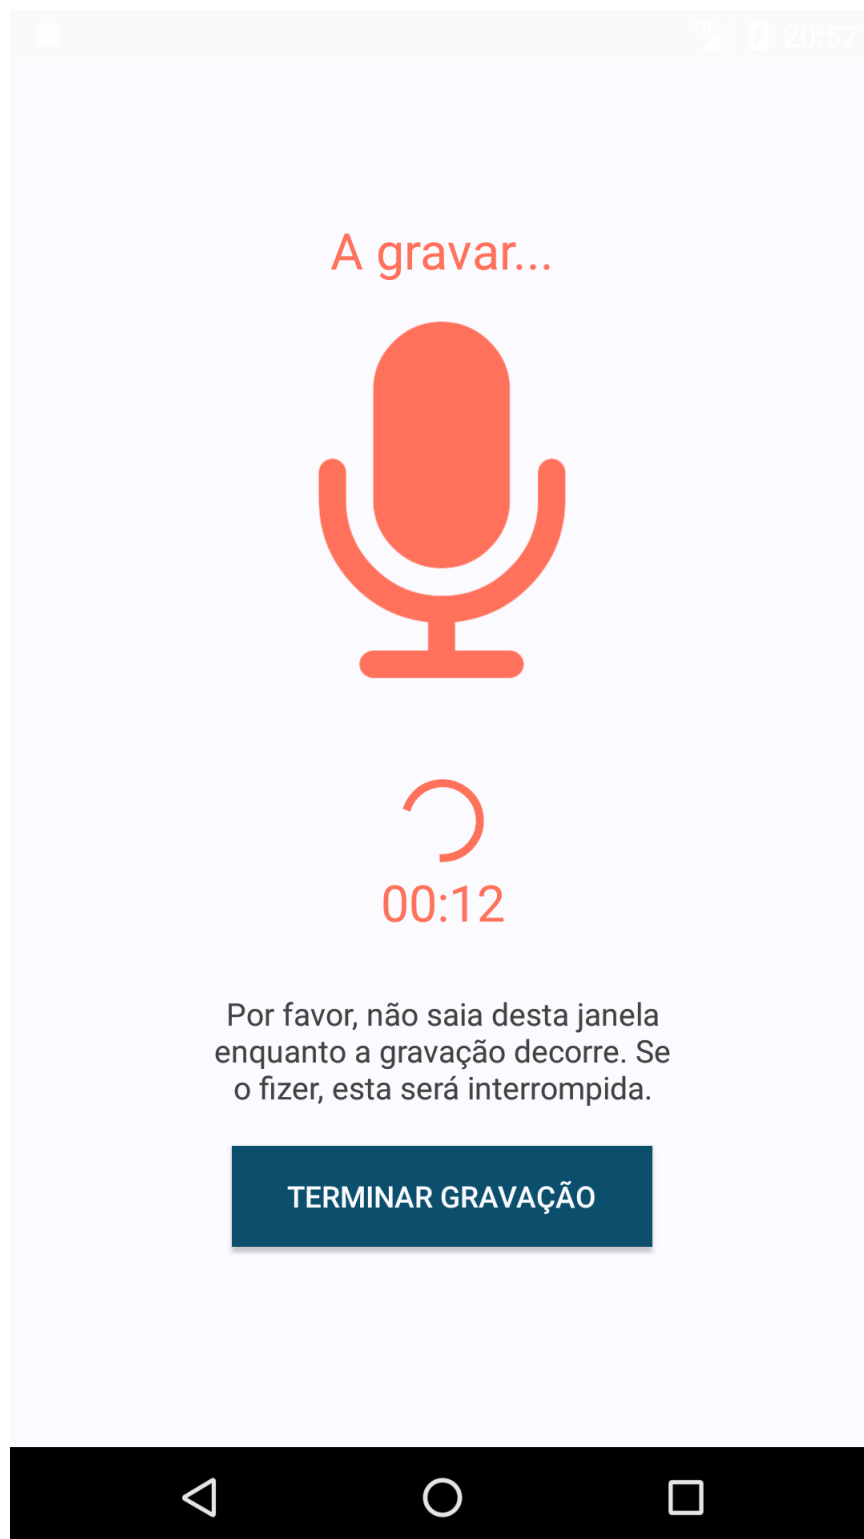 20:57
A gravar...
00:12
Por favor, não saia desta janela
enquanto a gravação decorre. Se
o fizer, esta será interrompida.
TERMINAR GRAVAÇÃO